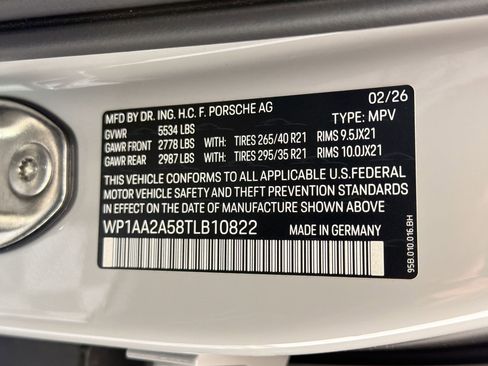 MFD BY DR. ING. H.C. F. PORSCHE AG 02/26
GVWR 5534 LBS TYPE: MPV
GAWR FRONT 2778 LBS WITH: TIRES 265/40 R21 RIMS 9.5JX21
GAWR REAR 2987 LBS WITH: TIRES 295/35 R21 RIMS 10.0JX21
THIS VEHICLE CONFORMS TO ALL APPLICABLE U.S.FEDERAL
MOTOR VEHICLE SAFETY AND THEFT PREVENTION STANDARDS
IN EFFECT ON THE DATE OF MANUFACTURE SHOWN ABOVE
WP1AA2A58TLB10822 MADE IN GERMANY
95B.010.016.BH